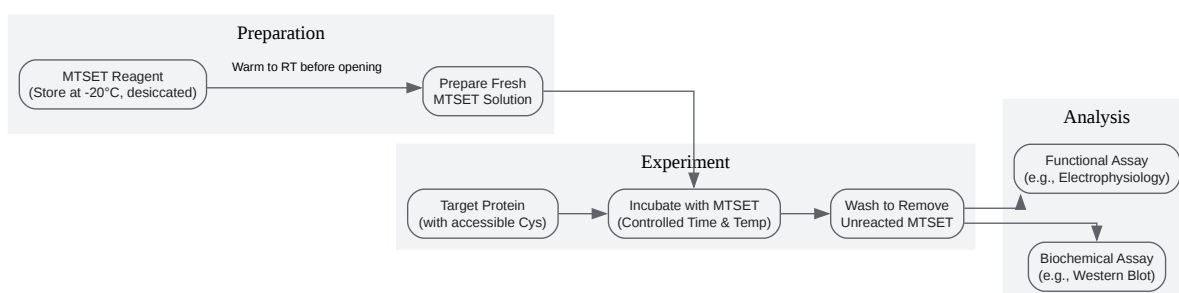 Preparation
MTSET Reagent
(Store at -20°C, desiccated)
Warm to RT before opening
Prepare Fresh
MTSET Solution
Experiment
Target Protein
(with accessible Cys)
Incubate with MTSET
(Controlled Time & Temp)
Wash to Remove
Unreacted MTSET
Analysis
Functional Assay
(e.g., Electrophysiology)
Biochemical Assay
(e.g., Western Blot)